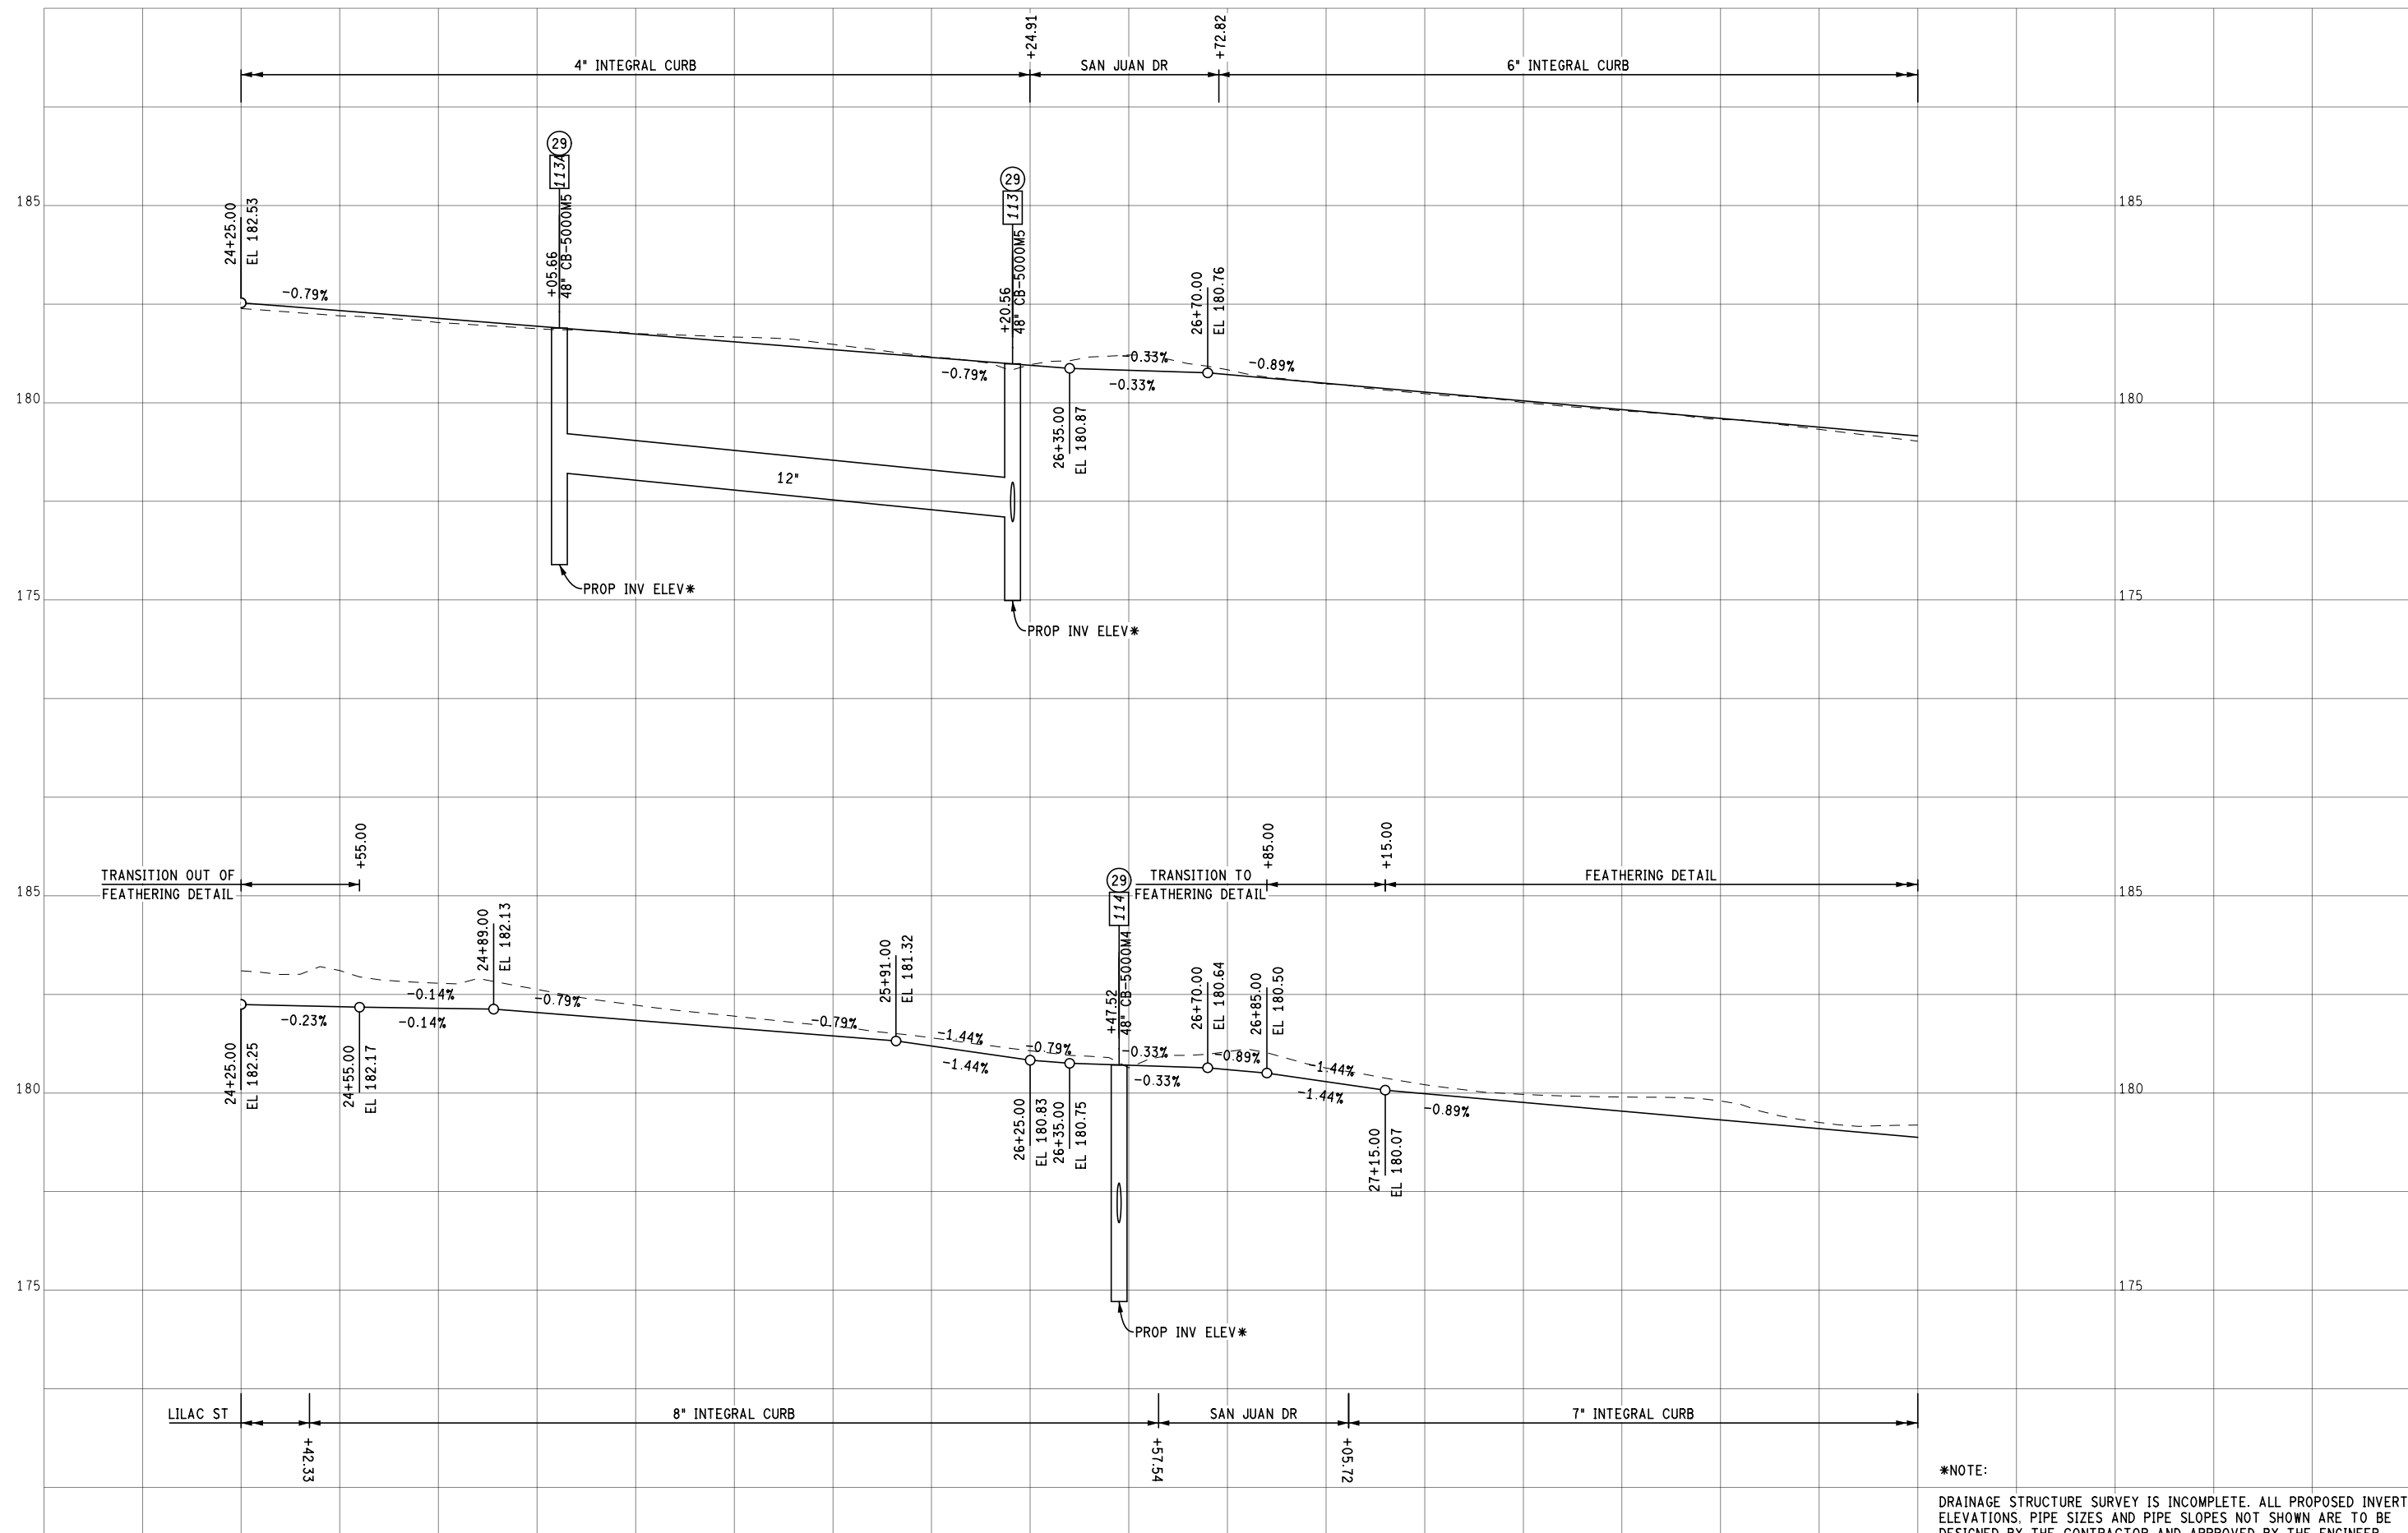 +24.91
+72.82
4" INTEGRAL CURB
SAN JUAN DR
6" INTEGRAL CURB
29
113A
29
113
185
185
24+25.00
EL 182.53
+05.66
48" CB-5000M5
+20.56
48" CB-5000M5
26+70.00
EL 180.76
-0.79%
-0.79%
-0.33%
-0.33%
-0.89%
180
180
26+35.00
EL 180.87
12"
175
175
PROP INV ELEV*
PROP INV ELEV*
+55.00
+85.00
+15.00
TRANSITION OUT OF
FEATHERING DETAIL
29
114
TRANSITION TO
FEATHERING DETAIL
FEATHERING DETAIL
185
185
24+89.00
EL 182.13
25+91.00
EL 181.32
+47.52
48" CB-5000M4
26+70.00
EL 180.64
26+85.00
EL 180.50
-0.14%
-0.79%
-0.23%
-0.14%
-0.79%
-1.44%
-1.44%
-0.79%
-0.33%
-0.33%
-0.89%
-1.44%
-1.44%
-0.89%
180
180
24+25.00
EL 182.25
24+55.00
EL 182.17
26+25.00
EL 180.83
26+35.00
EL 180.75
27+15.00
EL 180.07
175
175
PROP INV ELEV*
LILAC ST
8" INTEGRAL CURB
SAN JUAN DR
7" INTEGRAL CURB
+42.33
+57.54
+05.72
*NOTE:
DRAINAGE STRUCTURE SURVEY IS INCOMPLETE. ALL PROPOSED INVERT
ELEVATIONS, PIPE SIZES AND PIPE SLOPES NOT SHOWN ARE TO BE
DESIGNED BY THE CONTRACTOR AND APPROVED BY THE ENGINEER